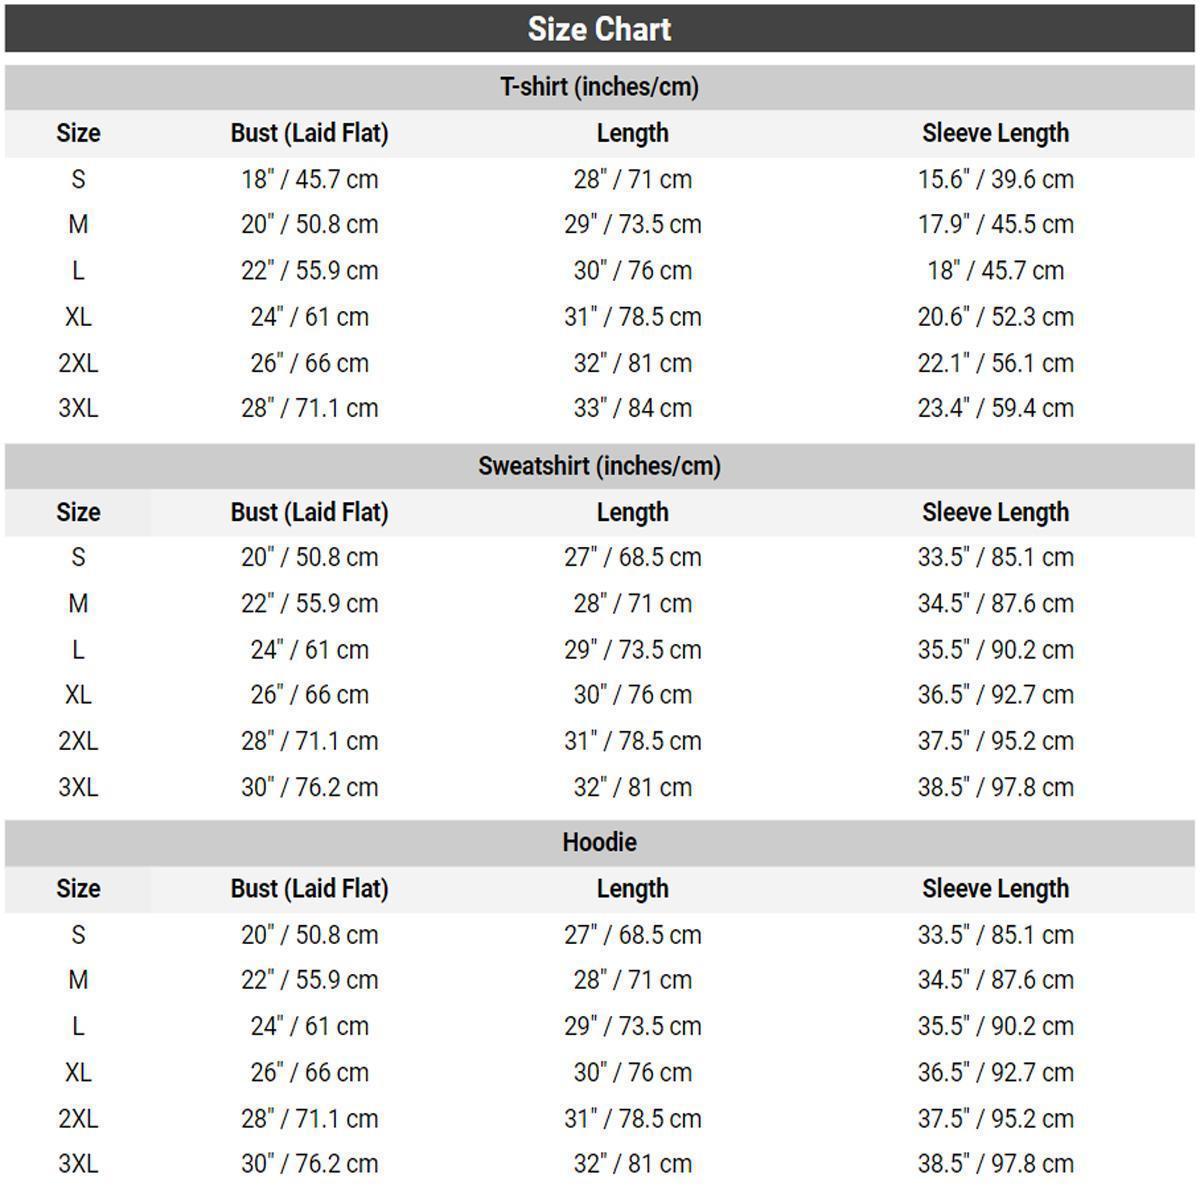 Size Chart
T-shirt (inches/cm)
Size Bust (Laid Flat) Length Sleeve Length
S 18" / 45.7 cm 28" / 71 cm 15.6" / 39.6 cm
M 20" / 50.8 cm 29" / 73.5 cm 17.9" / 45.5 cm
L 22" / 55.9 cm 30" / 76 cm 18" / 45.7 cm
XL 24" / 61 cm 31" / 78.5 cm 20.6" / 52.3 cm
2XL 26" / 66 cm 32" / 81 cm 22.1" / 56.1 cm
3XL 28" / 71.1 cm 33" / 84 cm 23.4" / 59.4 cm
Sweatshirt (inches/cm)
Size Bust (Laid Flat) Length Sleeve Length
S 20" / 50.8 cm 27" / 68.5 cm 33.5" / 85.1 cm
M 22" / 55.9 cm 28" / 71 cm 34.5" / 87.6 cm
L 24" / 61 cm 29" / 73.5 cm 35.5" / 90.2 cm
XL 26" / 66 cm 30" / 76 cm 36.5" / 92.7 cm
2XL 28" / 71.1 cm 31" / 78.5 cm 37.5" / 95.2 cm
3XL 30" / 76.2 cm 32" / 81 cm 38.5" / 97.8 cm
Hoodie
Size Bust (Laid Flat) Length Sleeve Length
S 20" / 50.8 cm 27" / 68.5 cm 33.5" / 85.1 cm
M 22" / 55.9 cm 28" / 71 cm 34.5" / 87.6 cm
L 24" / 61 cm 29" / 73.5 cm 35.5" / 90.2 cm
XL 26" / 66 cm 30" / 76 cm 36.5" / 92.7 cm
2XL 28" / 71.1 cm 31" / 78.5 cm 37.5" / 95.2 cm
3XL 30" / 76.2 cm 32" / 81 cm 38.5" / 97.8 cm